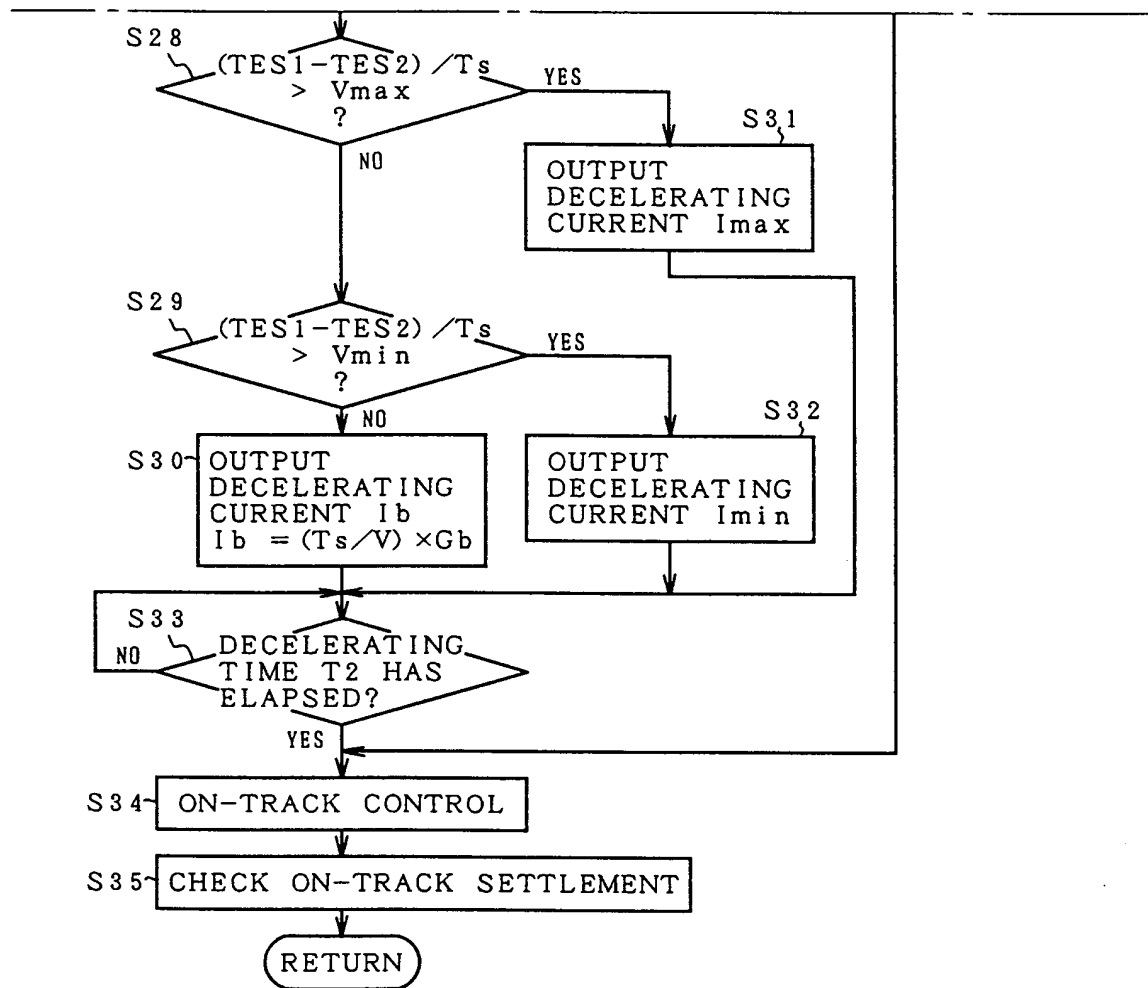 S28
(TES1-TES2)/Ts
> Vmax
?
YES
NO
S31
OUTPUT
DECELERATING
CURRENT Imax
S29
(TES1-TES2)/Ts
> Vmin
?
YES
NO
S32
OUTPUT
DECELERATING
CURRENT Imin
S30
OUTPUT
DECELERATING
CURRENT Ib
Ib = (Ts/V) ×Gb
S33
DECELERATING
TIME T2 HAS
ELAPSED?
NO
YES
S34
ON-TRACK CONTROL
S35
CHECK ON-TRACK SETTLEMENT
RETURN